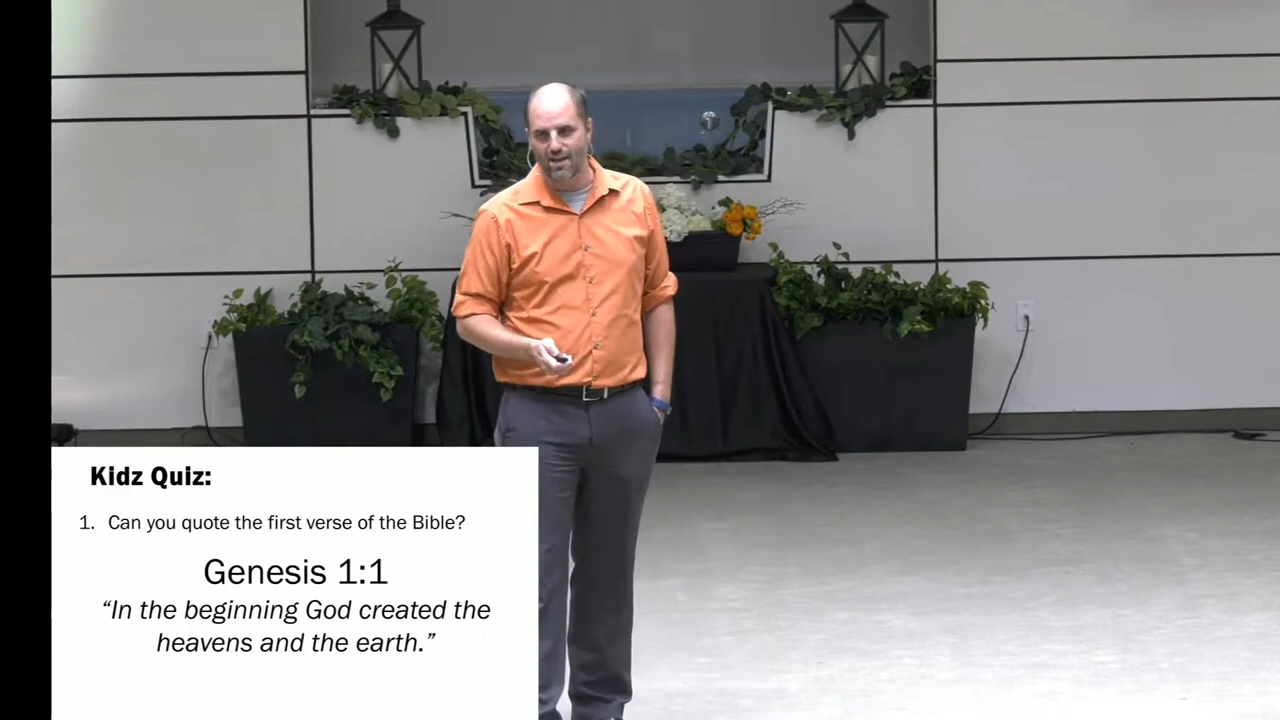 Kidz Quiz:
1. Can you quote the first verse of the Bible?
Genesis 1:1
“In the beginning God created the
heavens and the earth.”